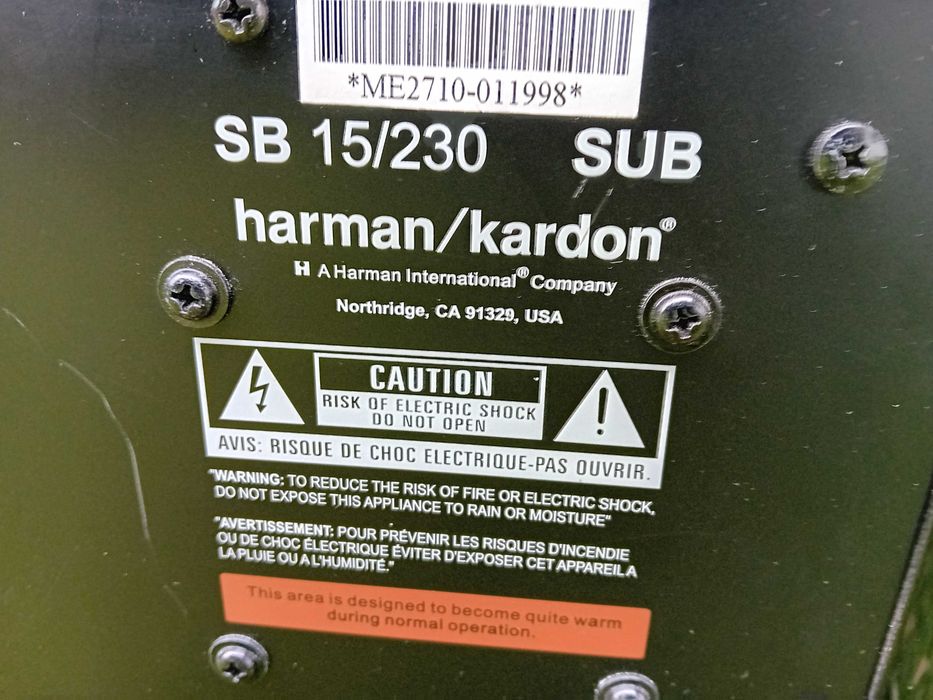 *ME2710-011998*
SB 15/230 SUB
harman/kardon®
H A Harman International® Company
Northridge, CA 91329, USA
CAUTION
RISK OF ELECTRIC SHOCK
DO NOT OPEN
AVIS: RISQUE DE CHOC ELECTRIQUE-PAS OUVRIR.
"WARNING: TO REDUCE THE RISK OF FIRE OR ELECTRIC SHOCK,
DO NOT EXPOSE THIS APPLIANCE TO RAIN OR MOISTURE"
"AVERTISSEMENT: POUR PRÉVENIR LES RISQUES D'INCENDIE
OU DE CHOC ÉLECTRIQUE ÉVITER D'EXPOSER CET APPAREIL A
LA PLUIE OU A L'HUMIDITÉ."
This area is designed to become quite warm
during normal operation.